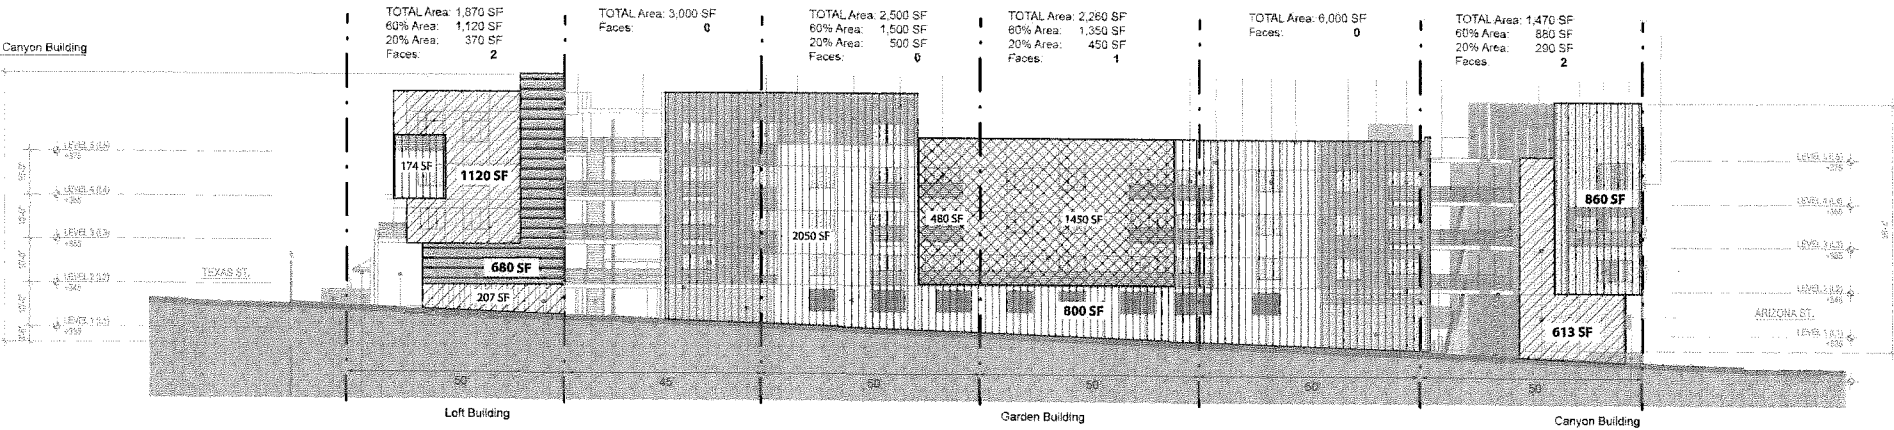 Canyon Building
TOTAL Area: 1,870 SF
60% Area: 1,120 SF
20% Area: 370 SF
Faces: 2
TOTAL Area: 3,000 SF
Faces: 0
TOTAL Area: 2,500 SF
60% Area: 1,500 SF
20% Area: 500 SF
Faces: 0
TOTAL Area: 2,260 SF
60% Area: 1,350 SF
20% Area: 450 SF
Faces: 1
TOTAL Area: 6,000 SF
Faces: 0
TOTAL Area: 1,470 SF
60% Area: 880 SF
20% Area: 290 SF
Faces: 2
174 SF
1120 SF
680 SF
207 SF
2050 SF
480 SF
1450 SF
800 SF
860 SF
613 SF
TEXAS ST.
ARIZONA ST.
50'
45'
50'
50'
50'
50'
Loft Building
Garden Building
Canyon Building